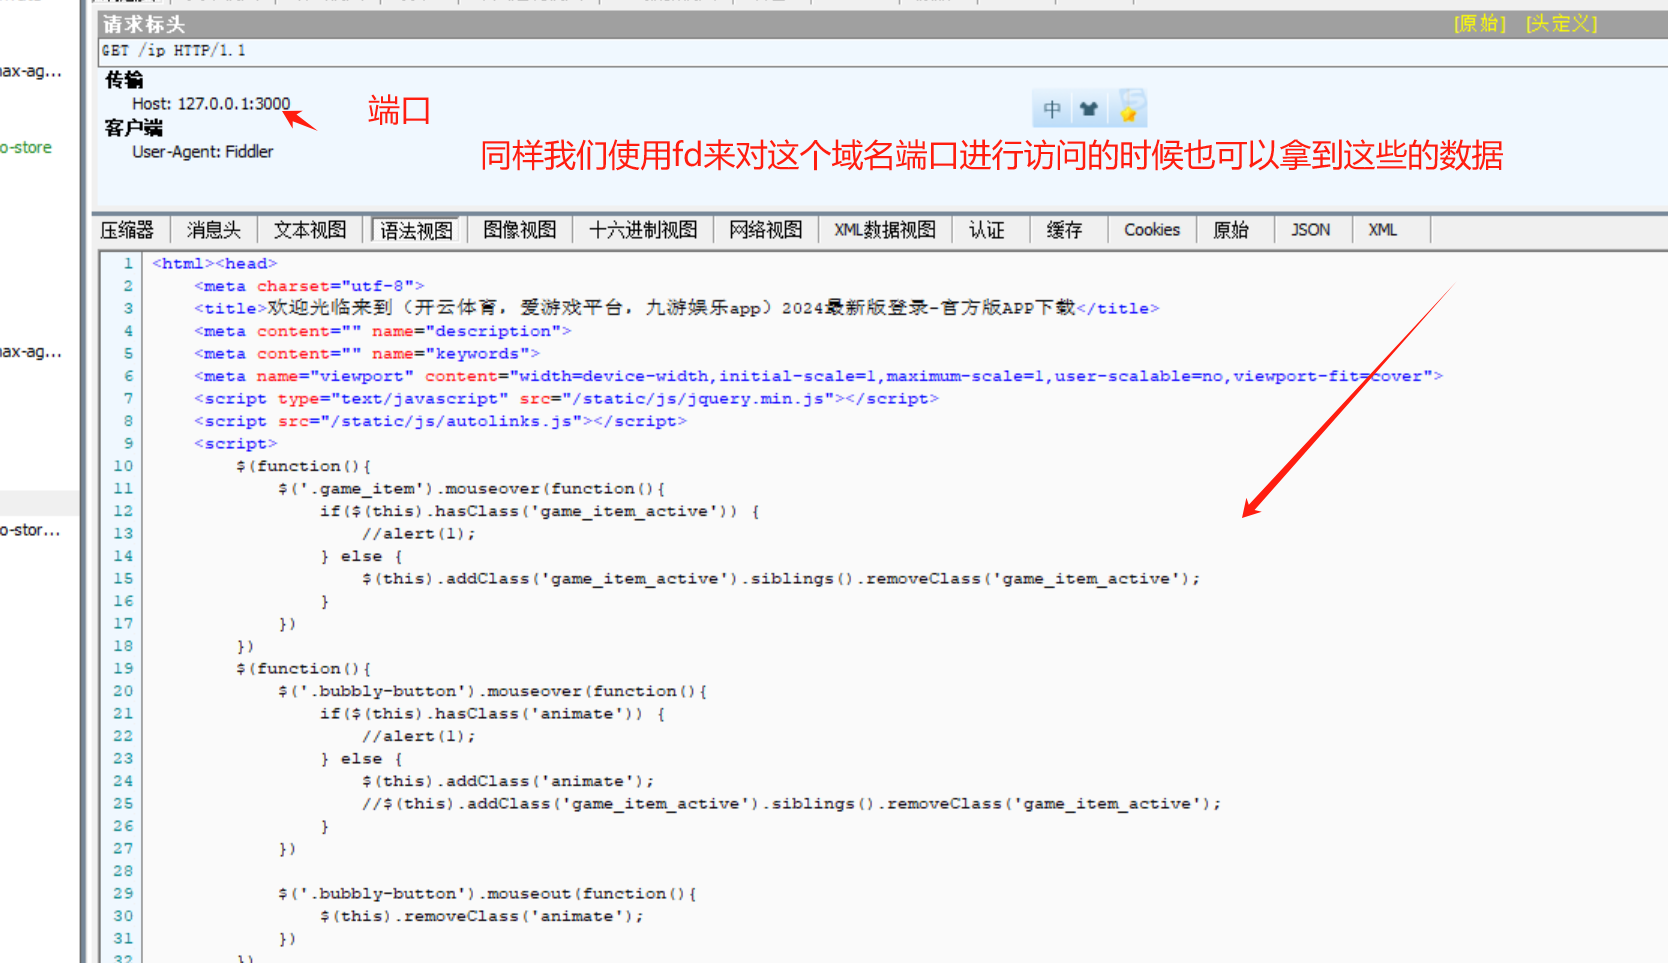 请求标头
[原始] [头定义]
GET /ip HTTP/1.1
传输
Host: 127.0.0.1:3000
端口
客户端
User-Agent: Fiddler
中
同样我们使用fd来对这个域名端口进行访问的时候也可以拿到这些的数据
ax-ag...
o-store
ax-ag...
o-stor...
压缩器 消息头 文本视图 语法视图 图像视图 十六进制视图 网络视图 XML数据视图 认证 缓存 Cookies 原始 JSON XML
1 <html><head>
2 <meta charset="utf-8">
3 <title>欢迎光临来到（开云体育，爱游戏平台，九游娱乐app）2024最新版登录-官方版APP下载</title>
4 <meta content="" name="description">
5 <meta content="" name="keywords">
6 <meta name="viewport" content="width=device-width,initial-scale=1,maximum-scale=1,user-scalable=no,viewport-fit=cover">
7 <script type="text/javascript" src="/static/js/jquery.min.js"></script>
8 <script src="/static/js/autolinks.js"></script>
9 <script>
10 $(function(){
11 $('.game_item').mouseover(function(){
12 if($(this).hasClass('game_item_active')) {
13 //alert(1);
14 } else {
15 $(this).addClass('game_item_active').siblings().removeClass('game_item_active');
16 }
17 })
18 })
19 $(function(){
20 $('.bubbly-button').mouseover(function(){
21 if($(this).hasClass('animate')) {
22 //alert(1);
23 } else {
24 $(this).addClass('animate');
25 //$(this).addClass('game_item_active').siblings().removeClass('game_item_active');
26 }
27 })
28
29 $('.bubbly-button').mouseout(function(){
30 $(this).removeClass('animate');
31 })
32 })